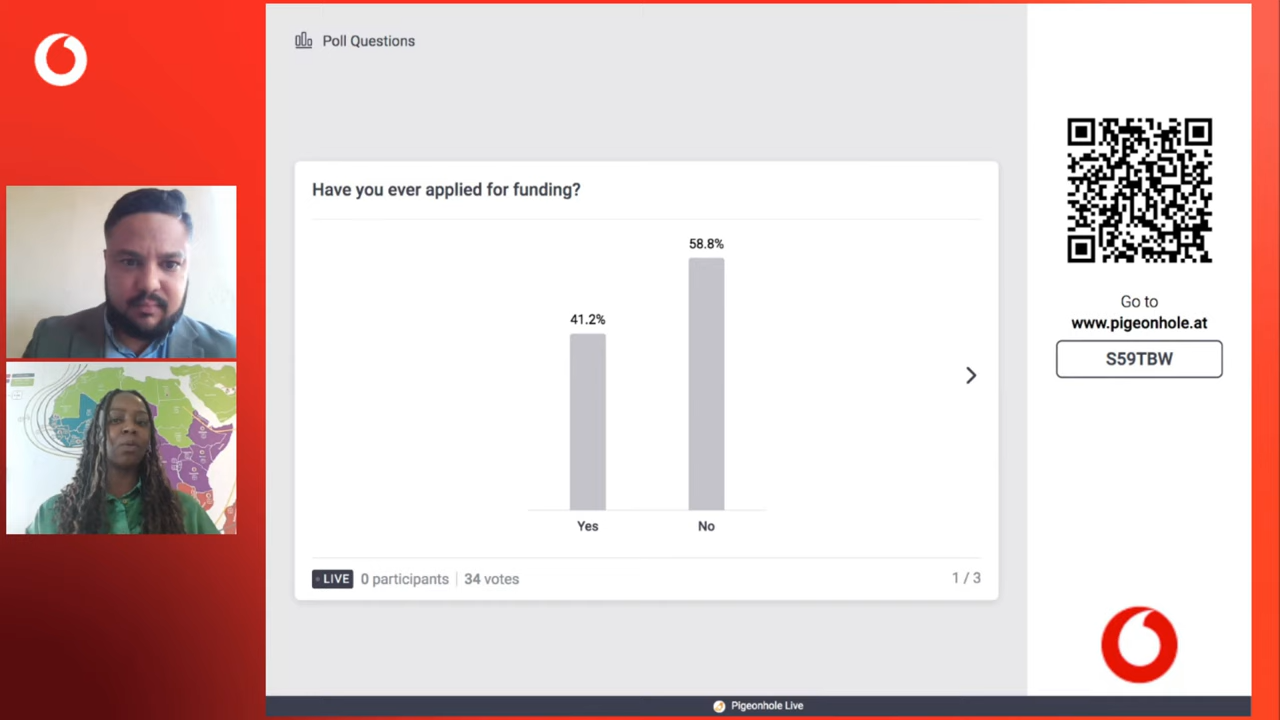 Poll Questions
Have you ever applied for funding?
58.8%
41.2%
Yes
No
LIVE 0 participants 34 votes
1 / 3
Go to
www.pigeonhole.at
S59TBW
Pigeonhole Live